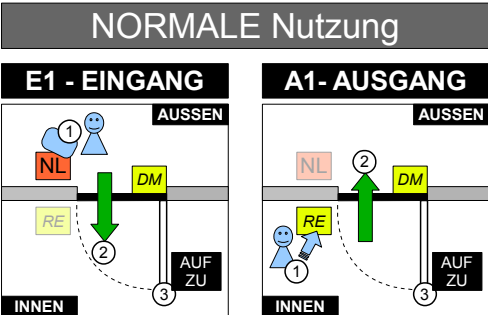 NORMALE Nutzung
E1 - EINGANG
AUSSEN
1
NL
DM
RE
2
AUF
ZU
3
INNEN
A1- AUSGANG
AUSSEN
NL
2
DM
RE
1
AUF
ZU
3
INNEN